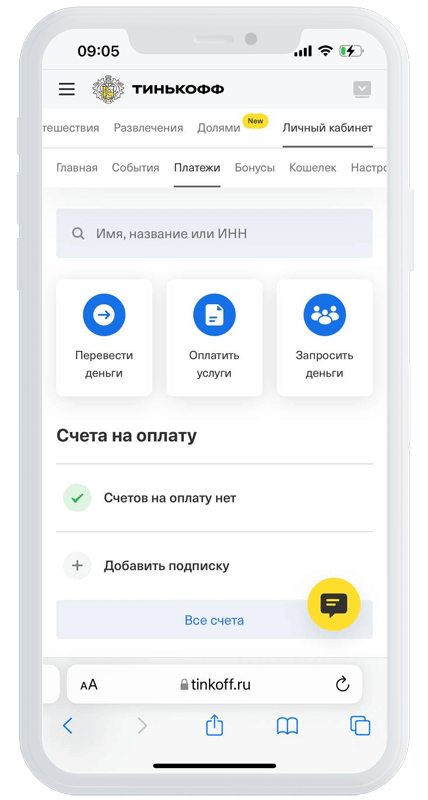 09:05
ТИНЬКОФФ
тешествия Развлечения Долями New Личный кабинет
Главная События Платежи Бонусы Кошелек Настро
Имя, название или ИНН
Перевести деньги
Оплатить услуги
Запросить деньги
Счета на оплату
Счетов на оплату нет
Добавить подписку
Все счета
АА tinkoff.ru